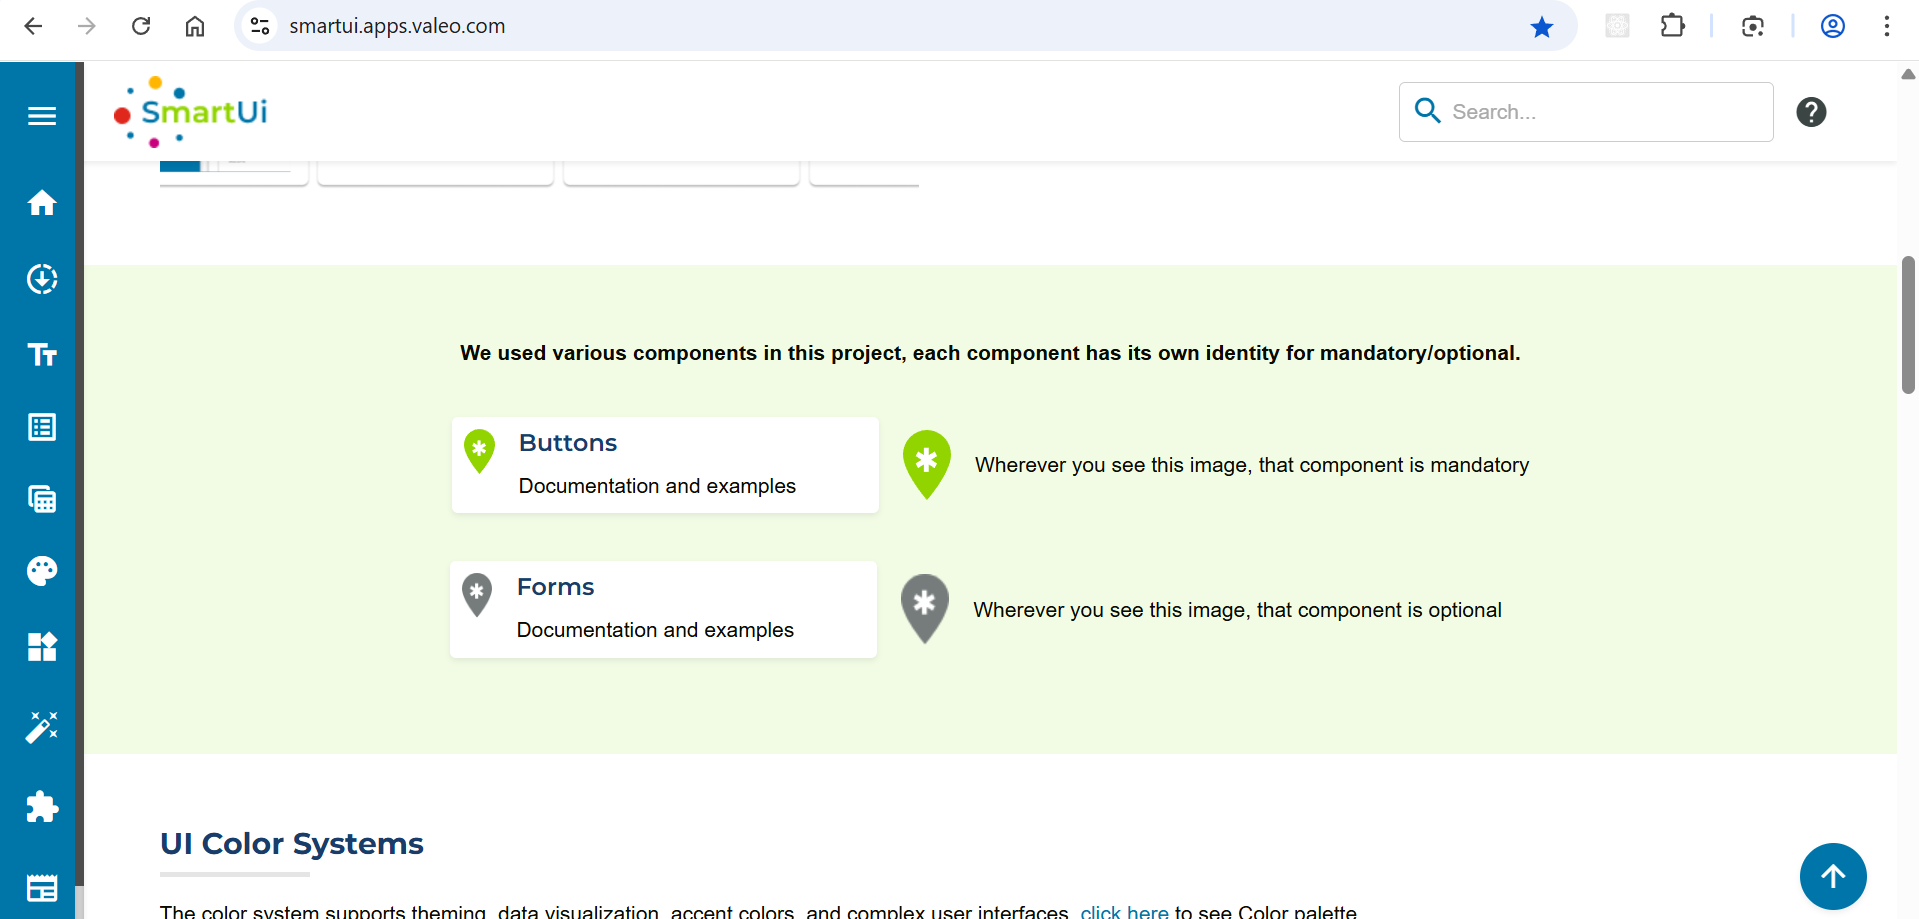 smartui.apps.valeo.com
SmartUi
Search...
We used various components in this project, each component has its own identity for mandatory/optional.
Buttons
Documentation and examples
Wherever you see this image, that component is mandatory
Forms
Documentation and examples
Wherever you see this image, that component is optional
UI Color Systems
The color system supports theming, data visualization, accent colors, and complex user interfaces, click here to see Color palette